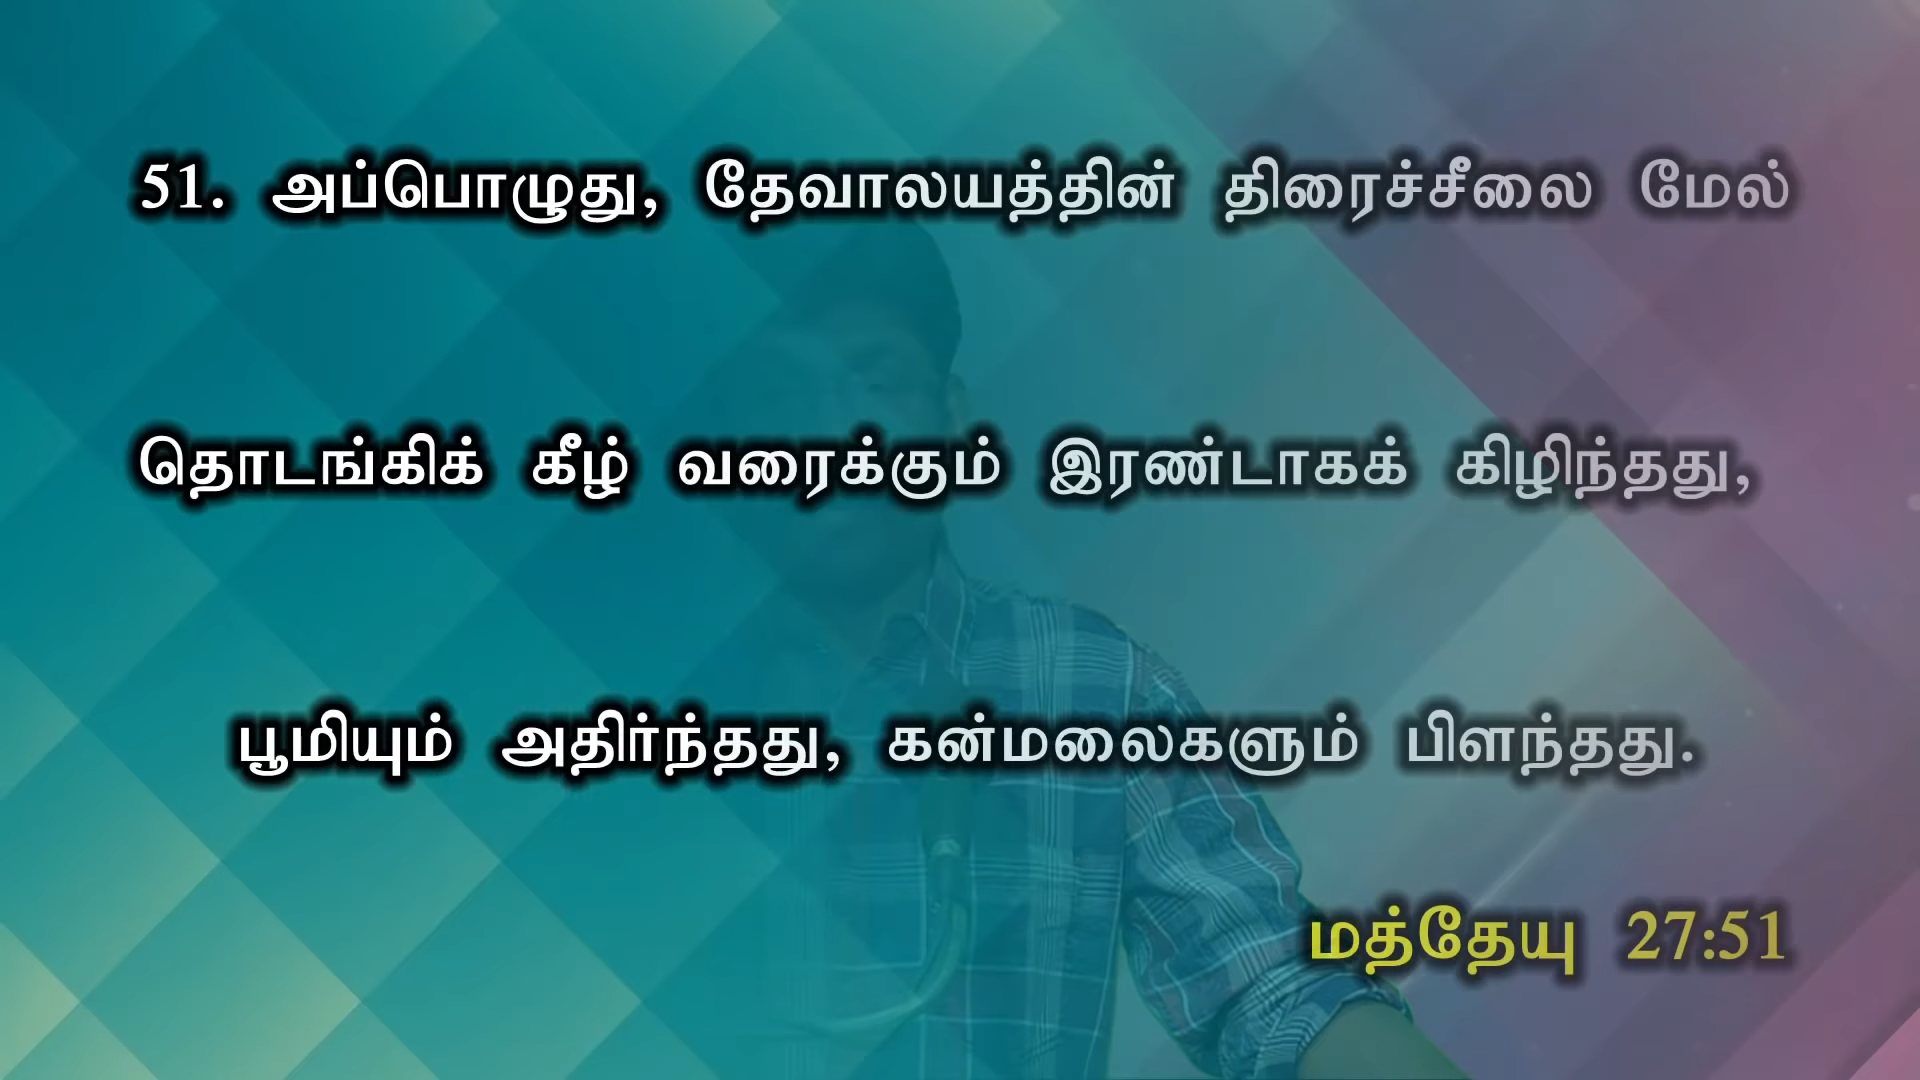 51. அப்பொழுது, தேவாலயத்தின் திரைச்சீலை மேல்
தொடங்கிக் கீழ் வரைக்கும் இரண்டாகக் கிழிந்தது,
பூமியும் அதிர்ந்தது, கன்மலைகளும் பிளந்தது.
மத்தேயு 27:51